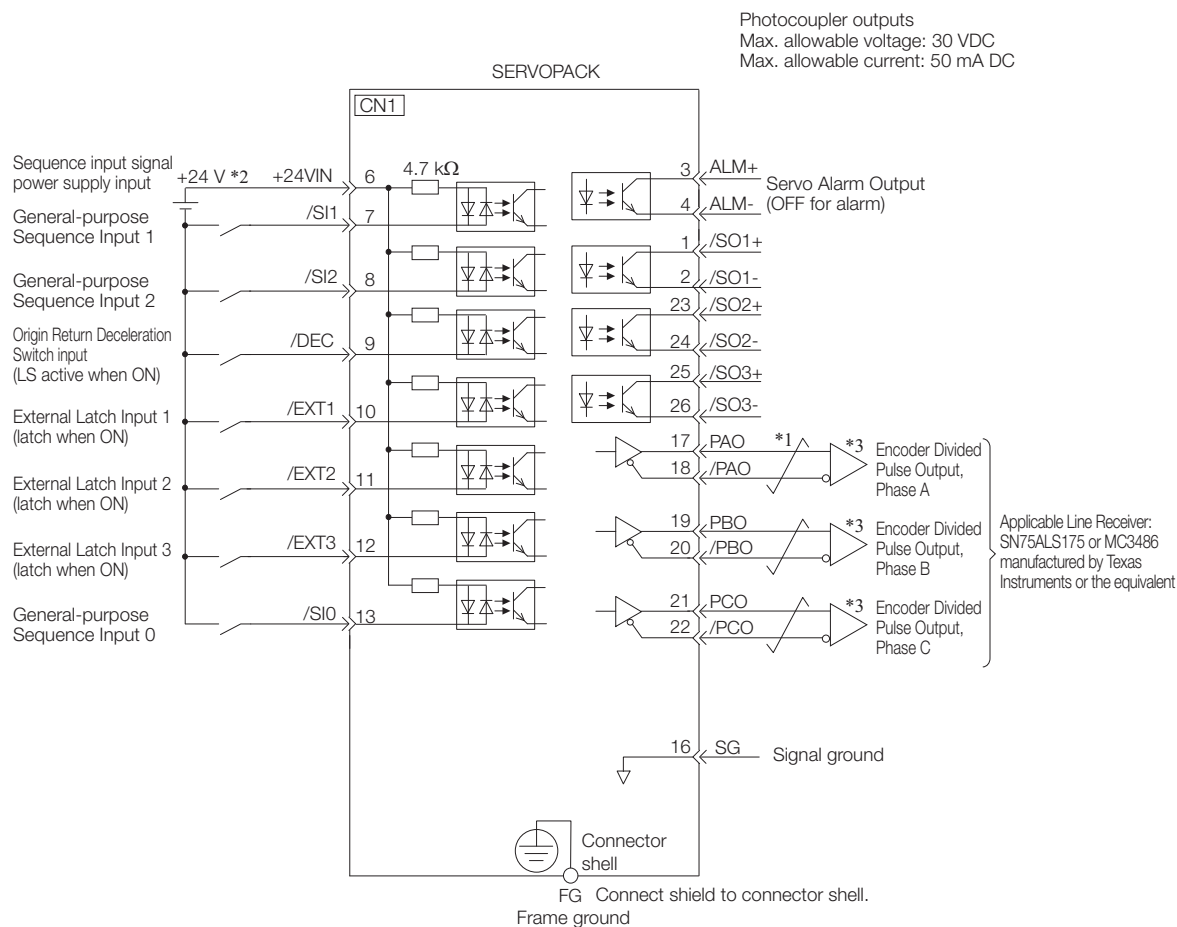 Photocoupler outputs
Max. allowable voltage: 30 VDC
Max. allowable current: 50 mA DC
SERVOPACK
CN1
Sequence input signal
power supply input
+24 V *2
+24VIN
6
4.7 kΩ
3
ALM+
Servo Alarm Output
(OFF for alarm)
4
ALM-
General-purpose
Sequence Input 1
/SI1
7
1
/SO1+
2
/SO1-
General-purpose
Sequence Input 2
/SI2
8
23
/SO2+
24
/SO2-
Origin Return Deceleration
Switch input
(LS active when ON)
/DEC
9
25
/SO3+
26
/SO3-
External Latch Input 1
(latch when ON)
/EXT1
10
17
PAO
*1
*3
18
/PAO
Encoder Divided
Pulse Output,
Phase A
External Latch Input 2
(latch when ON)
/EXT2
11
19
PBO
*3
20
/PBO
Encoder Divided
Pulse Output,
Phase B
Applicable Line Receiver:
SN75ALS175 or MC3486
manufactured by Texas
Instruments or the equivalent
External Latch Input 3
(latch when ON)
/EXT3
12
21
PCO
*3
22
/PCO
Encoder Divided
Pulse Output,
Phase C
General-purpose
Sequence Input 0
/SI0
13
16
SG
Signal ground
Connector
shell
FG
Connect shield to connector shell.
Frame ground